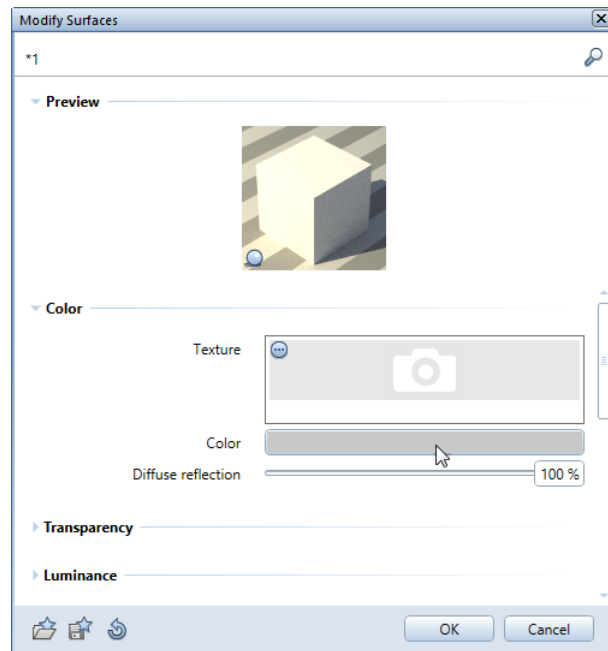 Modify Surfaces
*1
Preview
Color
Texture
Color
Diffuse reflection 100 %
Transparency
Luminance
OK Cancel